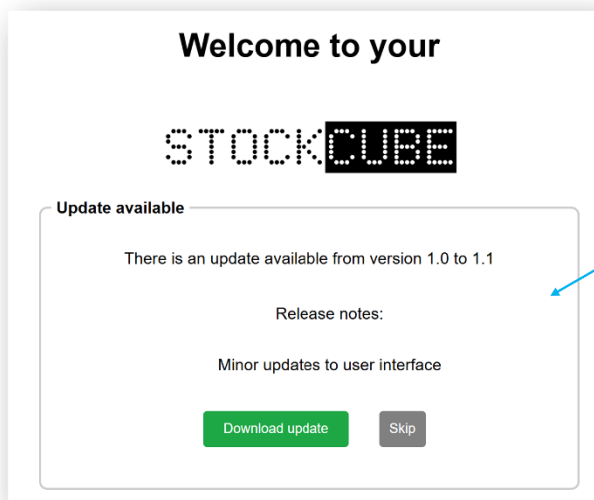 Welcome to your
STOCKCUBE
Update available
There is an update available from version 1.0 to 1.1
Release notes:
Minor updates to user interface
Download update Skip